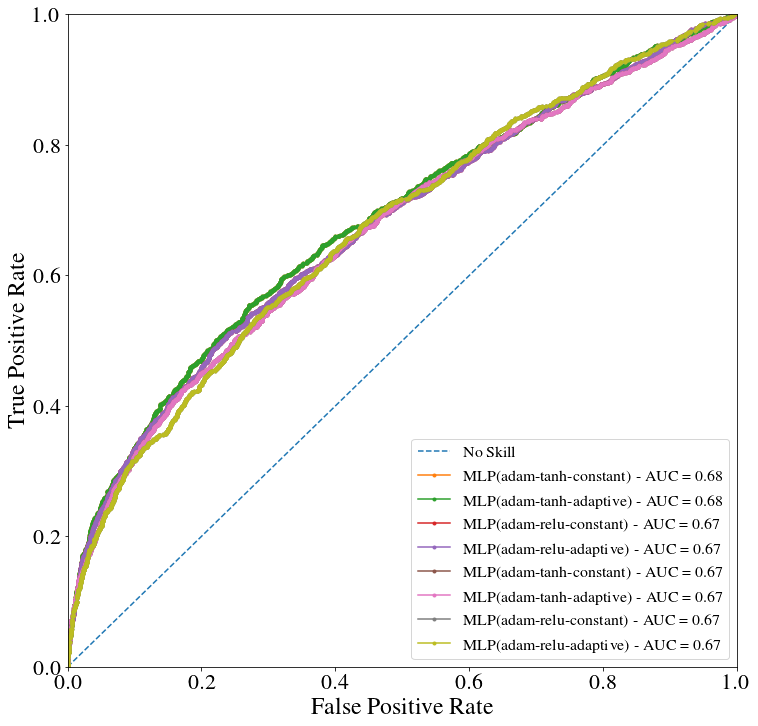 1.0
0.8
0.6
0.4
0.2
0.0
True Positive Rate
No Skill
MLP(adam-tanh-constant) - AUC = 0.68
MLP(adam-tanh-adaptive) - AUC = 0.68
MLP(adam-relu-constant) - AUC = 0.67
MLP(adam-relu-adaptive) - AUC = 0.67
MLP(adam-tanh-constant) - AUC = 0.67
MLP(adam-tanh-adaptive) - AUC = 0.67
MLP(adam-relu-constant) - AUC = 0.67
MLP(adam-relu-adaptive) - AUC = 0.67
0.0 0.2 0.4 0.6 0.8 1.0
False Positive Rate